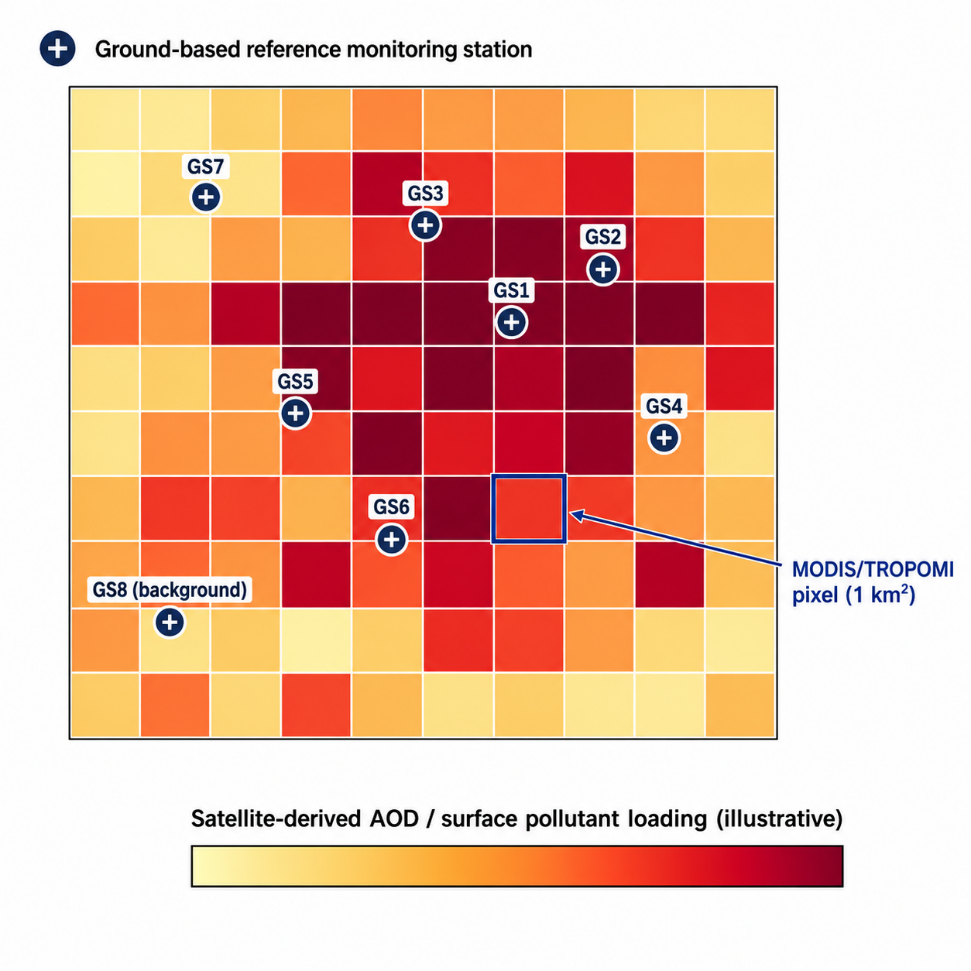 Ground-based reference monitoring station
GS7
GS3
GS2
GS1
GS5
GS4
GS6
GS8 (background)
MODIS/TROPOMI
pixel (1 km²)
Satellite-derived AOD / surface pollutant loading (illustrative)